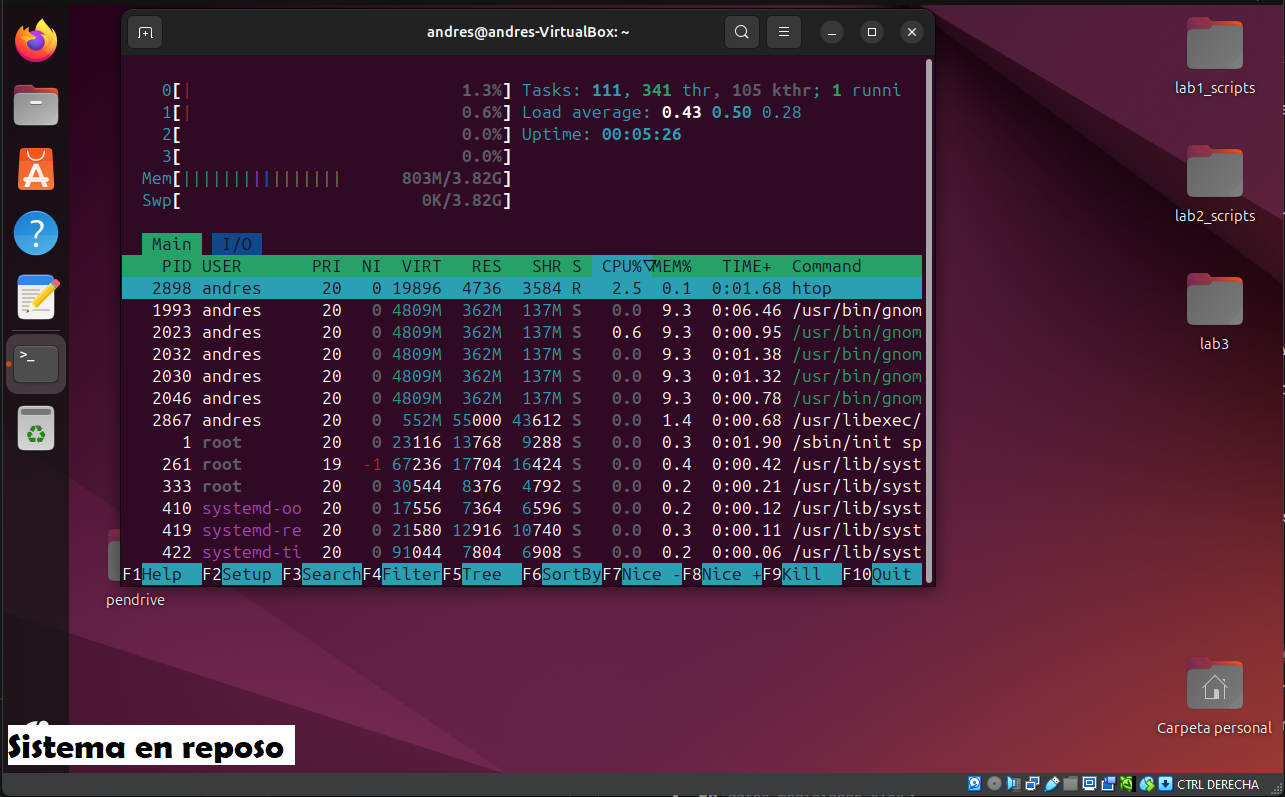 andres@andres-VirtualBox: ~
0[| 1.3%] Tasks: 111, 341 thr, 105 kthr; 1 runni
1[| 0.6%] Load average: 0.43 0.50 0.28
2[ 0.0%] Uptime: 00:05:26
3[ 0.0%]
Mem[|||||||||||||||| 803M/3.82G]
Swp[ 0K/3.82G]
Main I/O
PID USER PRI NI VIRT RES SHR S CPU%▽MEM% TIME+ Command
2898 andres 20 0 19896 4736 3584 R 2.5 0.1 0:01.68 htop
1993 andres 20 0 4809M 362M 137M S 0.0 9.3 0:06.46 /usr/bin/gnom
2023 andres 20 0 4809M 362M 137M S 0.6 9.3 0:00.95 /usr/bin/gnom
2032 andres 20 0 4809M 362M 137M S 0.0 9.3 0:01.38 /usr/bin/gnom
2030 andres 20 0 4809M 362M 137M S 0.0 9.3 0:01.32 /usr/bin/gnom
2046 andres 20 0 4809M 362M 137M S 0.0 9.3 0:00.78 /usr/bin/gnom
2867 andres 20 0 552M 55000 43612 S 0.0 1.4 0:00.68 /usr/libexec/
1 root 20 0 23116 13768 9288 S 0.0 0.3 0:01.90 /sbin/init sp
261 root 19 -1 67236 17704 16424 S 0.0 0.4 0:00.42 /usr/lib/syst
333 root 20 0 30544 8376 4792 S 0.0 0.2 0:00.21 /usr/lib/syst
410 systemd-oo 20 0 17556 7364 6596 S 0.0 0.2 0:00.12 /usr/lib/syst
419 systemd-re 20 0 21580 12916 10740 S 0.0 0.3 0:00.11 /usr/lib/syst
422 systemd-ti 20 0 91044 7804 6908 S 0.0 0.2 0:00.06 /usr/lib/syst
F1Help F2Setup F3SearchF4FilterF5Tree F6SortByF7Nice -F8Nice +F9Kill F10Quit
lab1_scripts
lab2_scripts
lab3
pendrive
Carpeta personal
Sistema en reposo
CTRL DERECHA